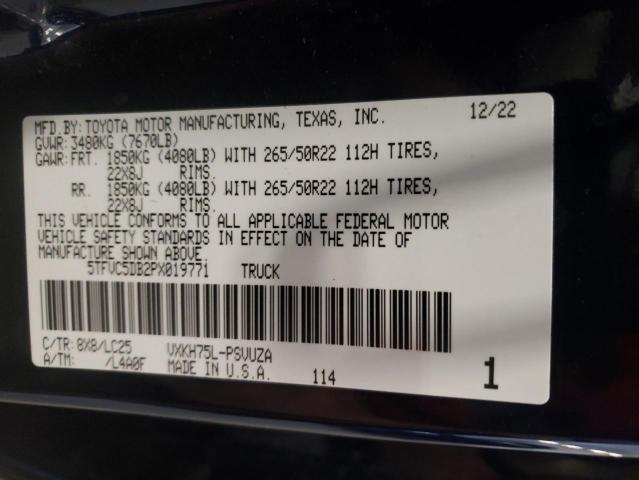 MFD.BY:TOYOTA MOTOR MANUFACTURING, TEXAS, INC. 12/22
GVWR:3480KG (7670LB)
GAWR:FRT. 1850KG (4080LB) WITH 265/50R22 112H TIRES,
22X8J RIMS.
RR. 1850KG (4080LB) WITH 265/50R22 112H TIRES,
22X8J RIMS.
THIS VEHICLE CONFORMS TO ALL APPLICABLE FEDERAL MOTOR
VEHICLE SAFETY STANDARDS IN EFFECT ON THE DATE OF
MANUFACTURE SHOWN ABOVE.
5TFVC5DB2PX019771 TRUCK
C/TR:8X8/LC25 VXKH75L-PSVUZA
A/TM: /L4A0F MADE IN U.S.A. 114 1